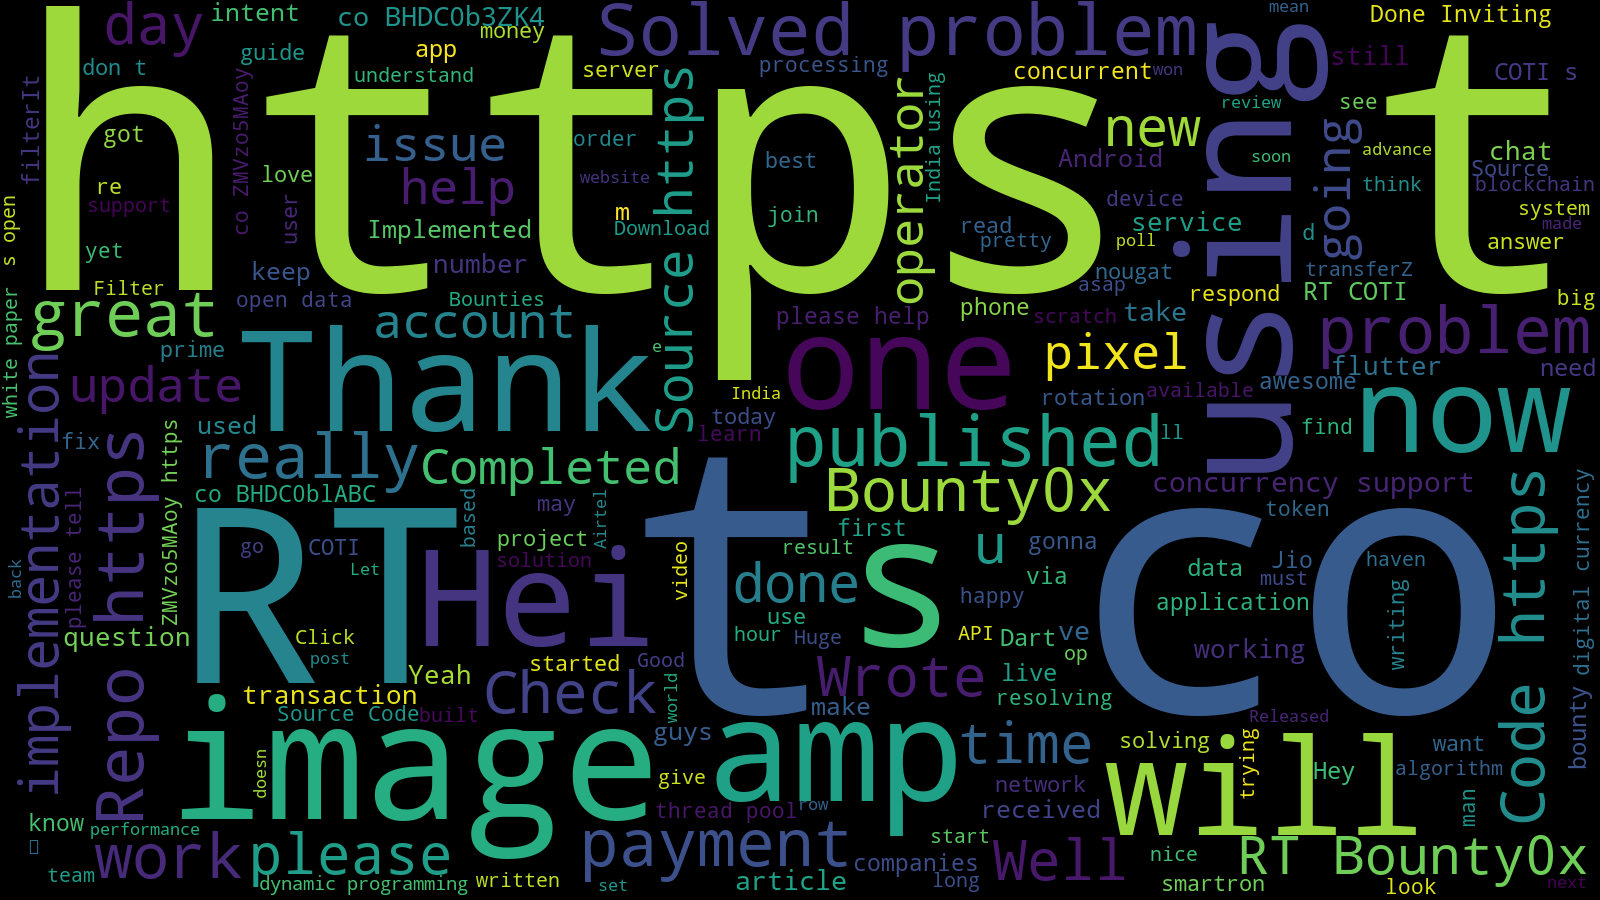 https t
co
RT
t
s
image
amp
will
Thank
one
using
now
Hei
Solved problem
day
intent
co BHDC0b3ZK4
money
app
guide
don t
understand
server
processing
concurrent
won
mean
Done Inviting
still
COTI s
see
review
filterIt
got
co ZMVzo5MAoy
issue
order
best
operator
India using
new
Android
soon
going
advance
chat
Source
blockchain
think
system
made
answer
re
support
love
user
help
website
m
Download
Implemented
join
read
pretty
device
service
poll
d
s open
yet
Filter
keep
number
open data
Bounties
Source https
nougat
asap
respond
transferZ
RT COTI
big
white paper
great
prime
account
please help
phone
scratch
take
problem
e
pixel
flutter
need
awesome
available
rotation
India
today
learn
update
used
implementation
fix
really
Completed
published
ll
find
Repo https
ZMVzo5MAoy https
please tell
back
co BHDC0blABC
based
may
Airtel
Bounty0x
first
concurrency support
token
Code https
digital currency
bounty
project
solution
go
COTI
Let
video
result
u
gonna
via
data
Jio
must
haven
application
writing
done
use
hour
Huge
happy
API
Dart
ve
op
working
question
Click
post
Yeah
started
Good
world
Wrote
live
resolving
make
transaction
Source Code
built
Check
guys
time
Released
solving
trying
want
algorithm
Hey
man
doesn
give
thread pool
row
network
received
know
performance
work
please
payment
start
Well
nice
RT Bounty0x
team
dynamic programming
written
set
article
companies
long
smartron
look
next